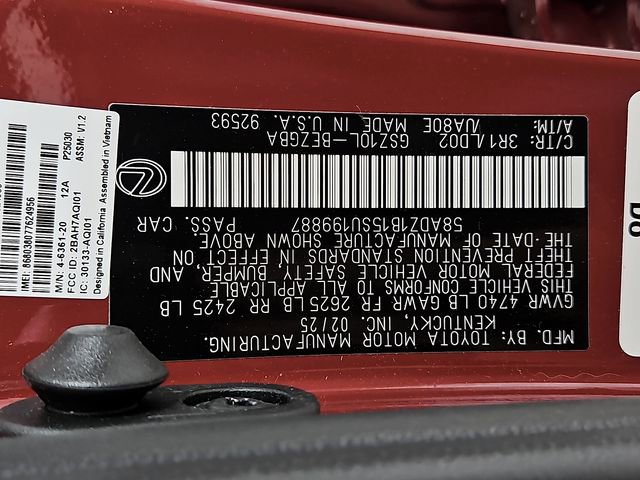 MFD. BY: TOYOTA MOTOR MANUFACTURING.
KENTUCKY, INC. 02/25
GVWR 4740 LB GAWR FR 2625 LB RR 2425 LB
THIS VEHICLE CONFORMS TO ALL APPLICABLE
FEDERAL MOTOR VEHICLE SAFETY, BUMPER, AND
THEFT PREVENTION STANDARDS IN EFFECT ON
THE DATE OF MANUFACTURE SHOWN ABOVE.
58ADZ1B15SU199887 PASS. CAR
C/TR: 3R1/LD02 GSZ10L-BEZGBA
A/TM: /UA80E MADE IN U.S.A. 92593
IMEI: 868038077624956
M/N: 4-6361-20 12A P25030
FCC ID: 2BAH7AQI01 ASSM: V1.2
IC: 30133-AQI01
Designed in California Assembled in Vietnam